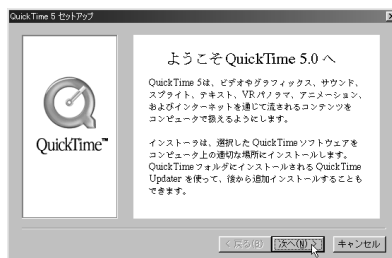 QuickTime 5 セットアップ
QuickTime™
ようこそ QuickTime 5.0 へ
QuickTime 5は、ビデオやグラフィックス、サウンド、
スプライト、テキスト、VR パノラマ、アニメーション、
およびインターネットを通じて流されるコンテンツを
コンピュータで扱えるようにします。
インストーラは、選択した QuickTime ソフトウェアを
コンピュータ上の適切な場所にインストールします。
QuickTime フォルダにインストールされる QuickTime
Updater を使って、後から追加インストールすることも
できます。
< 戻る(B)
次へ(N) >
キャンセル